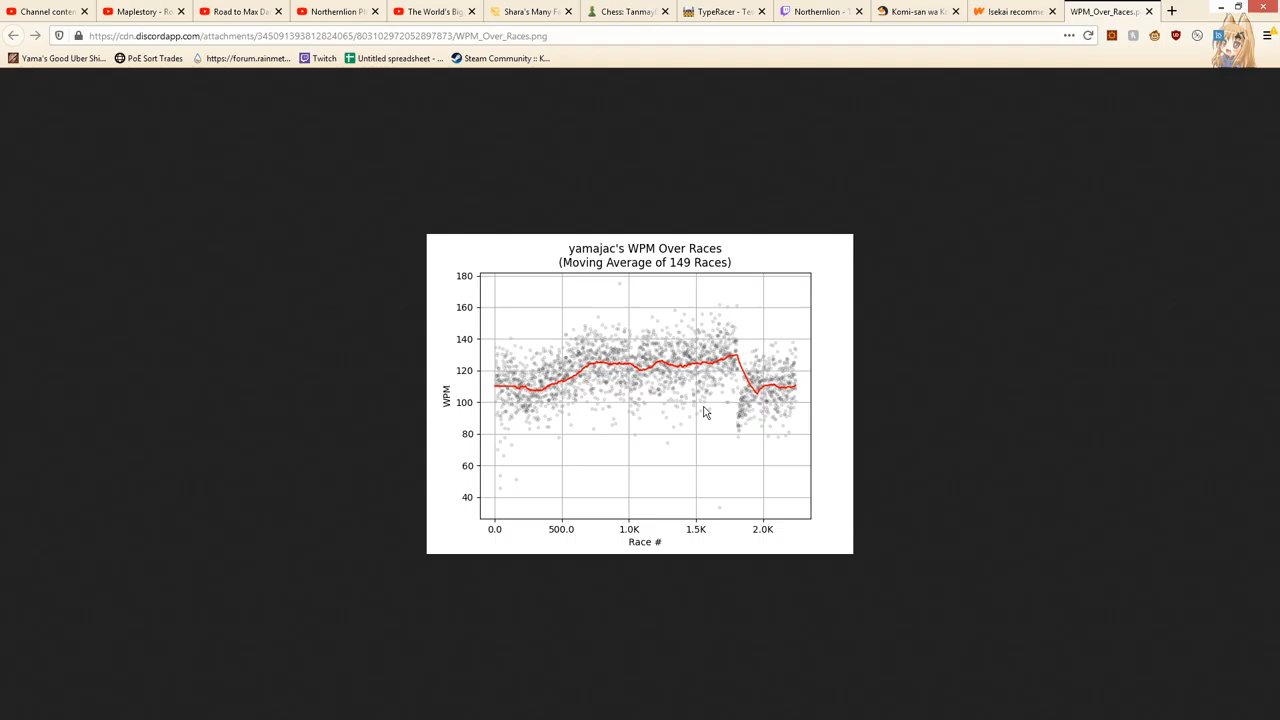 Channel conten
Maplestory - Ro
Road to Max Da
Northernlion Pl
The World's Big
Shara's Many F
Chess: Tanmay
TypeRacer - Tes
Northernlion - T
Komi-san wa K
Isekai recomme
WPM_Over_Races.p
https://cdn.discordapp.com/attachments/345091393812824065/803102972052897873/WPM_Over_Races.png
Yama's Good Uber Shi...
PoE Sort Trades
https://forum.rainmet...
Twitch
Untitled spreadsheet - ...
Steam Community :: K...
yamajac's WPM Over Races
(Moving Average of 149 Races)
180
160
140
120
100
80
60
40
WPM
0.0 500.0 1.0K 1.5K 2.0K
Race #